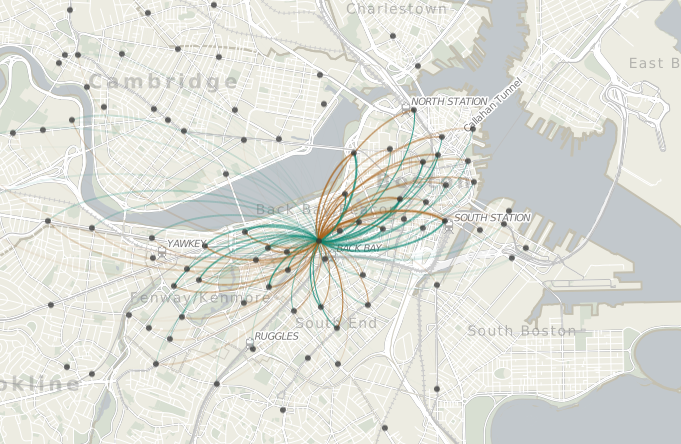 Charlestown
East B
Cambridge
NORTH STATION
Callahan Tunnel
Back Ba
SOUTH STATION
YAWKEY
BACK BAY
Fenway/Kenmore
South End
South Boston
RUGGLES
okline